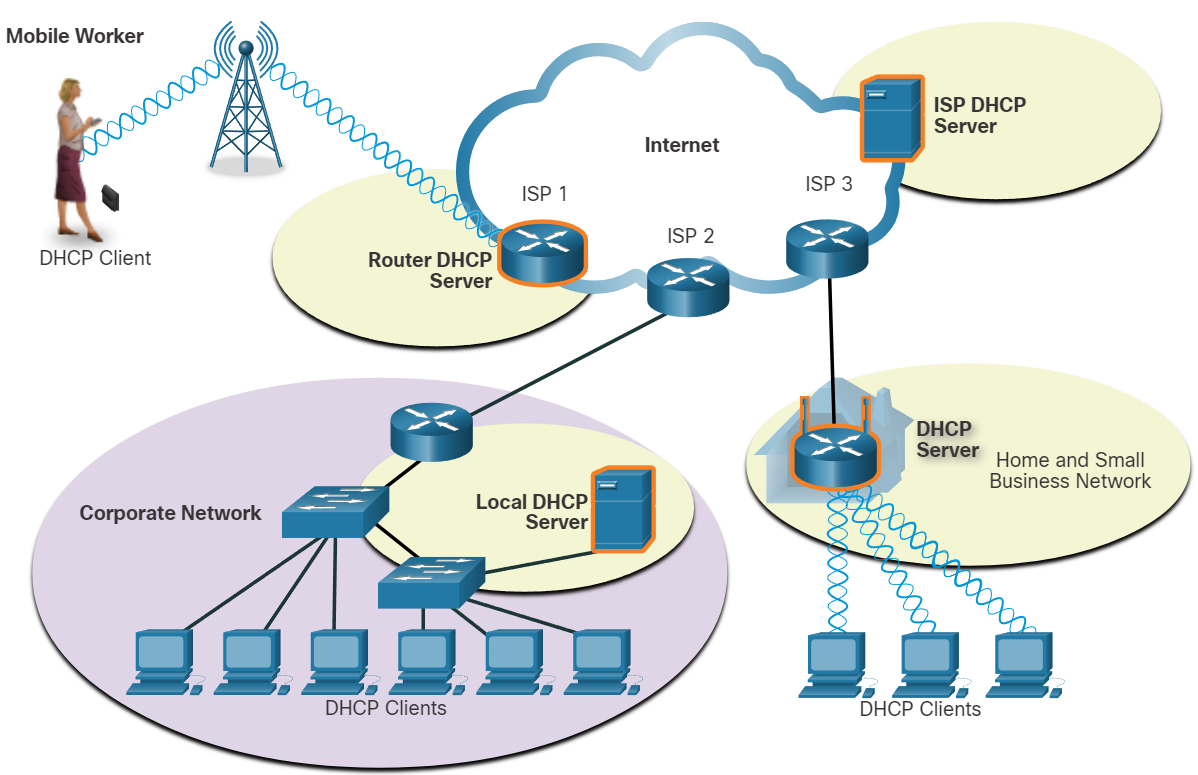 Mobile Worker
DHCP Client
Internet
ISP 1
ISP 2
ISP 3
ISP DHCP
Server
Router DHCP
Server
Corporate Network
Local DHCP
Server
DHCP Clients
DHCP
Server
Home and Small
Business Network
DHCP Clients